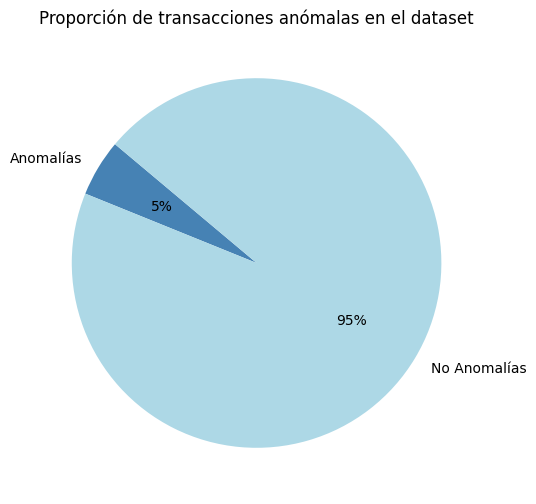 Proporción de transacciones anómalas en el dataset
Anomalías
5%
95%
No Anomalías